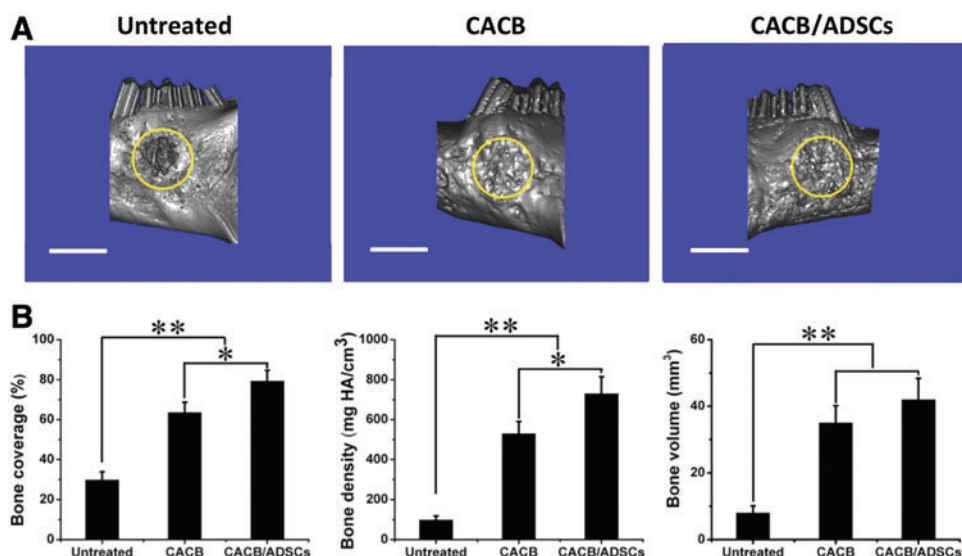 A
Untreated
CACB
CACB/ADSCs
B
Bone coverage (%)
100
80
60
40
20
0
**
*
Untreated
CACB
CACB/ADSCs
Bone density (mg HA/cm³)
1000
800
600
400
200
0
**
*
Untreated
CACB
CACB/ADSCs
Bone volume (mm³)
60
40
20
0
**
Untreated
CACB
CACB/ADSCs